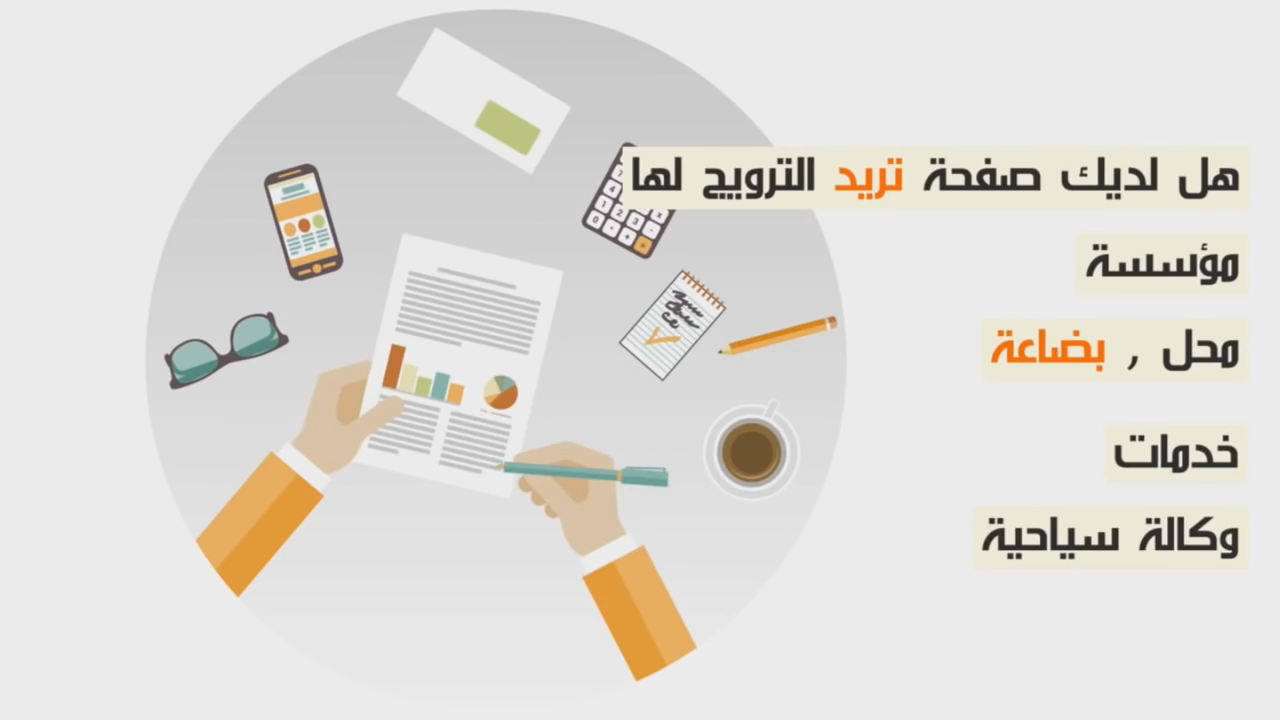 هل لديك صفحة تريد الترويج لها
مؤسسة
محل , بضاعة
خدمات
وكالة سياحية